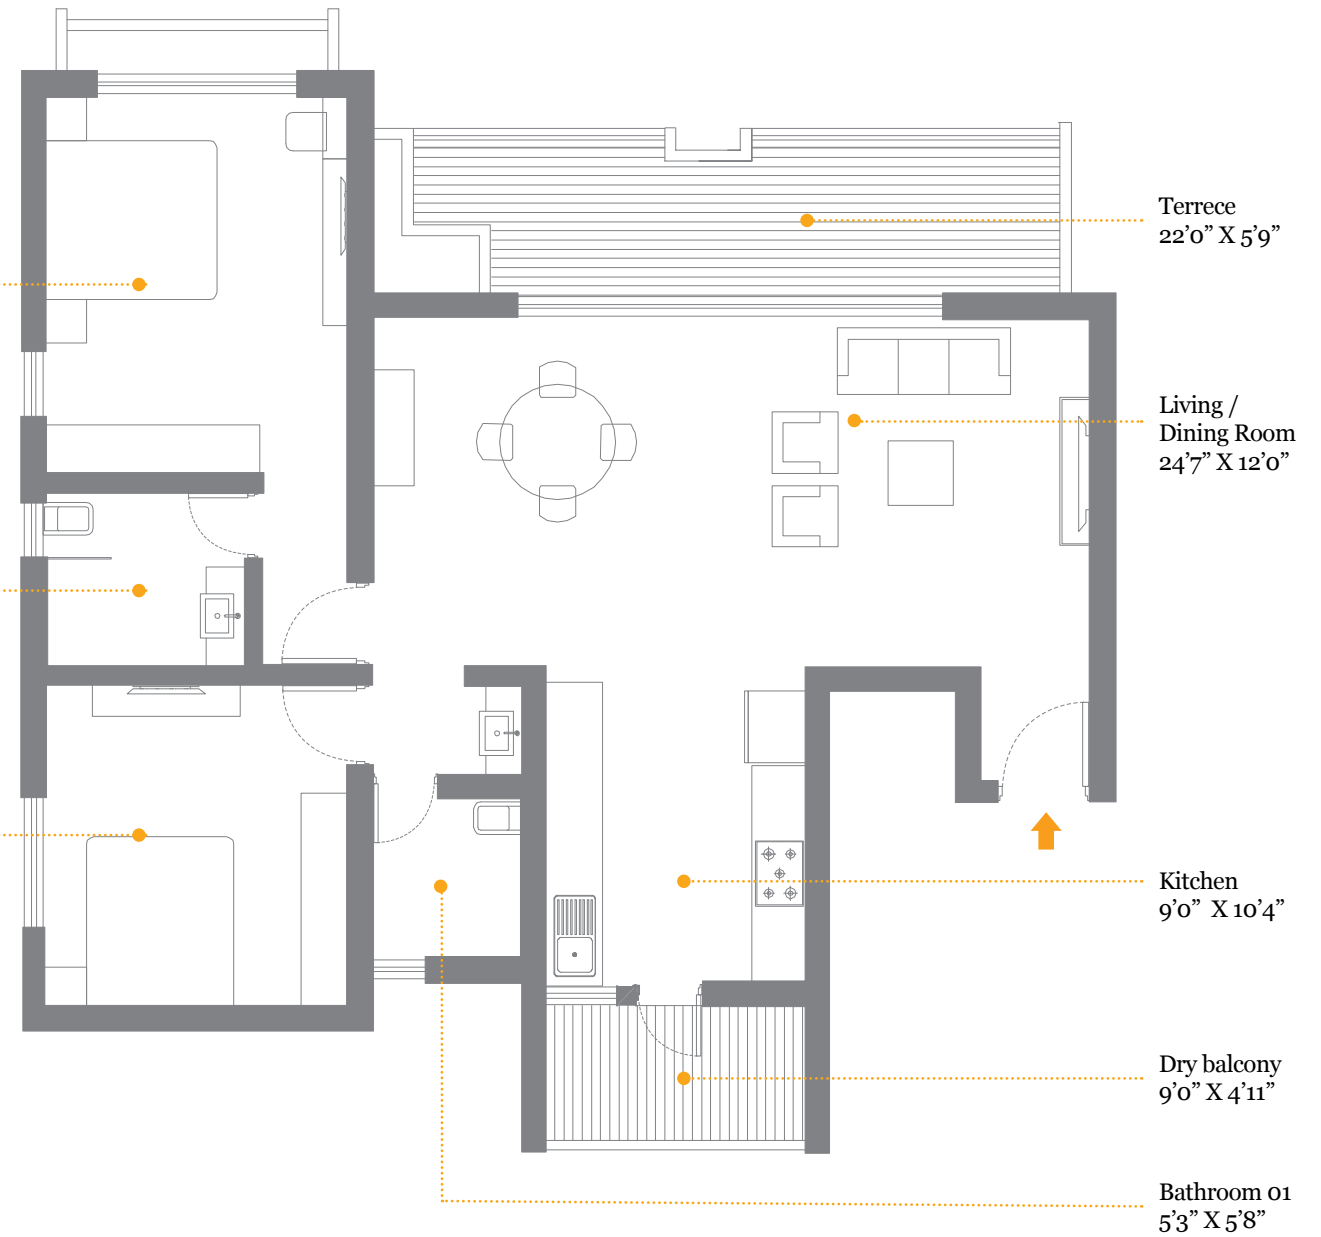 Terrece
22’0” X 5’9”
Living /
Dining Room
24’7” X 12’0”
Kitchen
9’0”  X 10’4”
Dry balcony
9’0” X 4’11”
Bathroom 01
5’3” X 5’8”